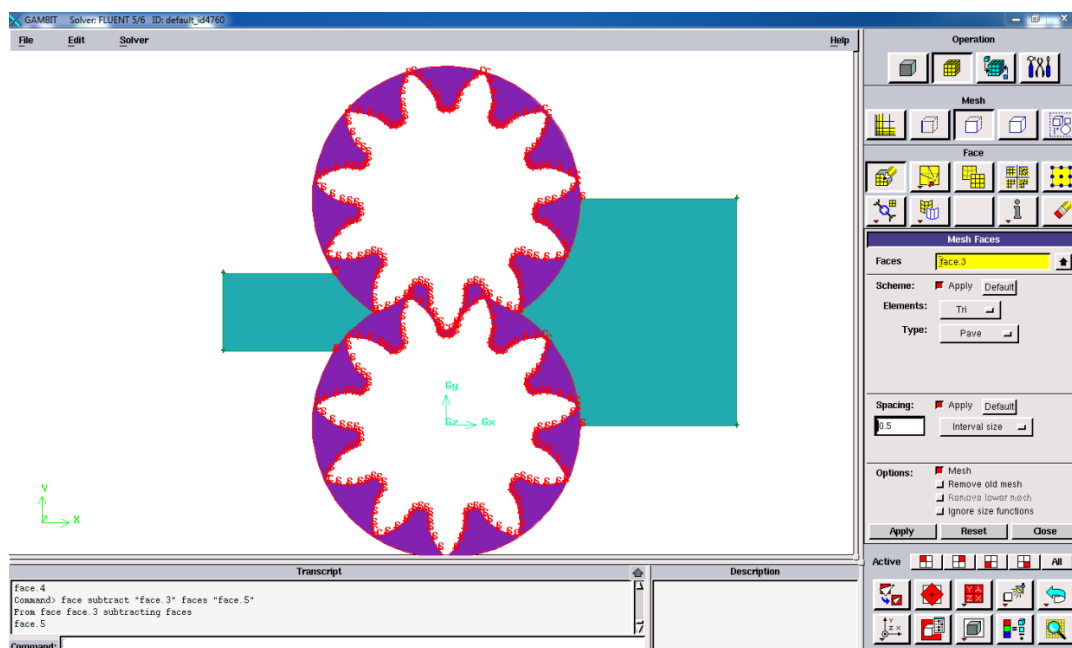 GAMBIT Solver: FLUENT 5/6 ID: default_id4760
File Edit Solver Help
Operation
Mesh
Face
Mesh Faces
Faces face.3
Scheme: Apply Default
Elements: Tri
Type: Pave
Gy
Gz Gx
Spacing: Apply Default
0.5 Interval size
Options: Mesh
Remove old mesh
Remove lower mesh
Ignore size functions
Y
Z X
Apply Reset Close
Active All
Transcript Description
face.4
Command> face subtract "face.3" faces "face.5"
From face face.3 subtracting faces
face.5
Command: